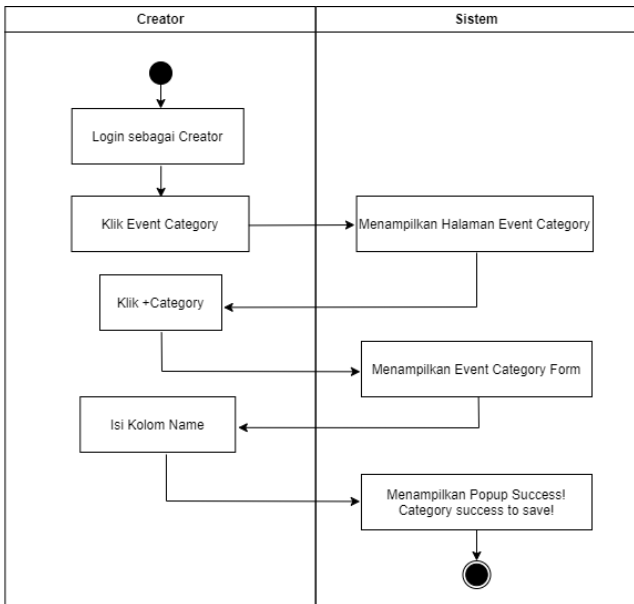 Creator
Sistem
Login sebagai Creator
Klik Event Category
Menampilkan Halaman Event Category
Klik +Category
Menampilkan Event Category Form
Isi Kolom Name
Menampilkan Popup Success!
Category success to save!